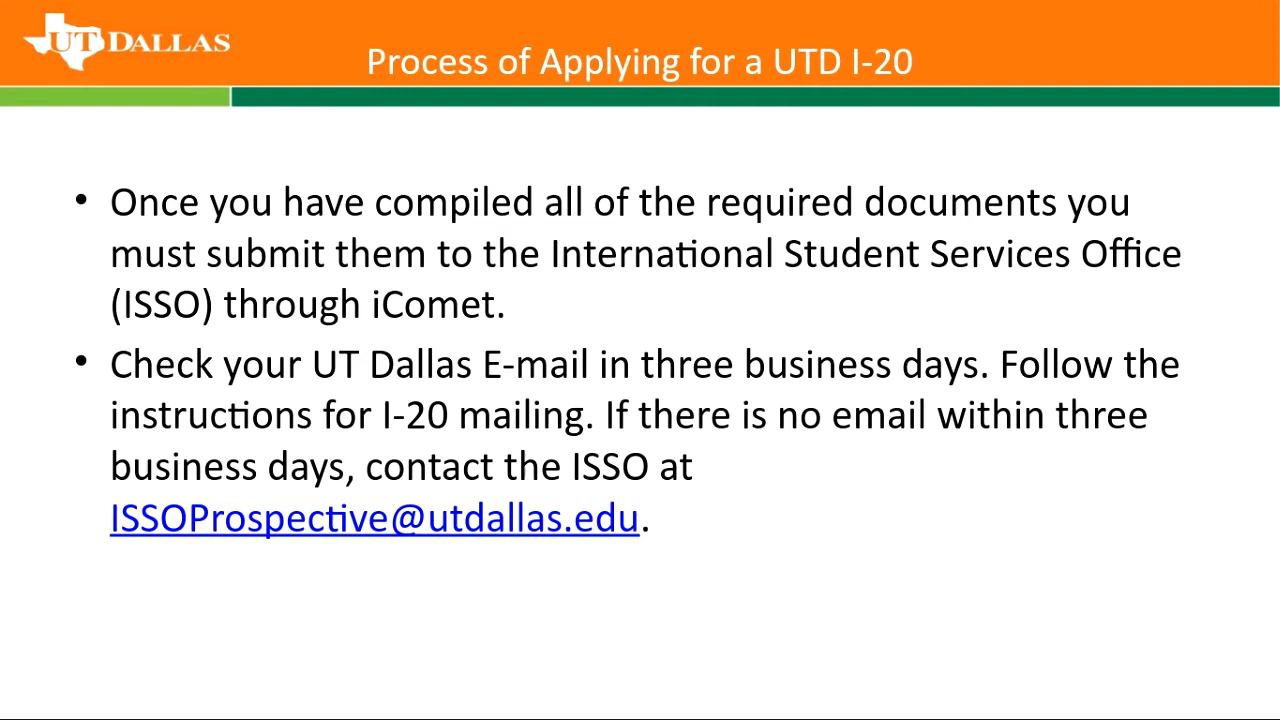 UT DALLAS
Process of Applying for a UTD I-20
• Once you have compiled all of the required documents you
must submit them to the International Student Services Office
(ISSO) through iComet.
• Check your UT Dallas E-mail in three business days. Follow the
instructions for I-20 mailing. If there is no email within three
business days, contact the ISSO at
ISSOProspective@utdallas.edu.